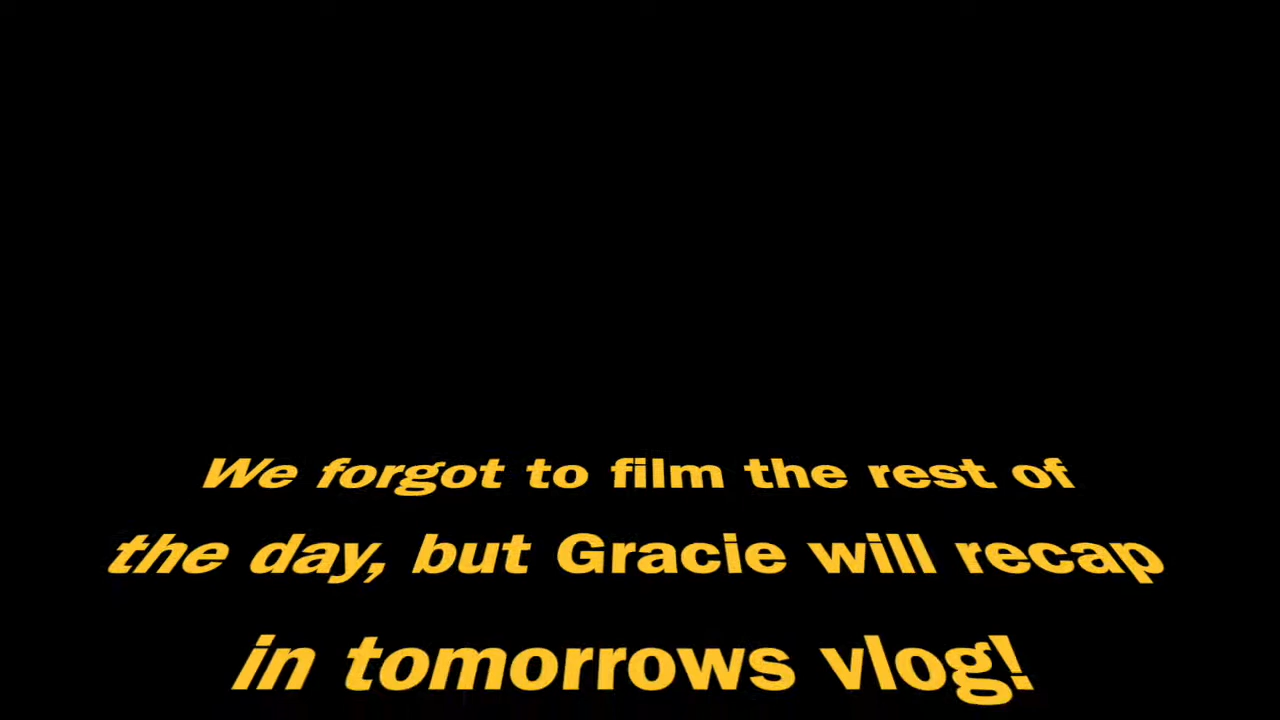 We forgot to film the rest of
the day, but Gracie will recap
in tomorrows vlog!